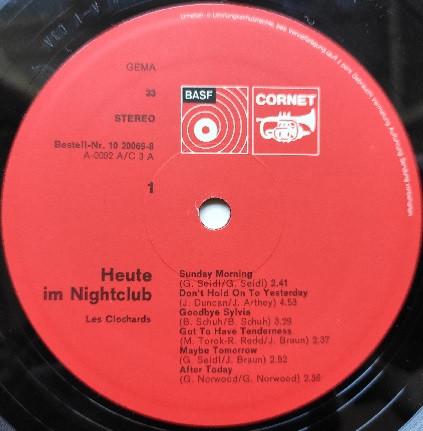 Urheber- u. Leistungsschutzrechte
GEMA
33
BASF
CORNET
STEREO
Bestell-Nr. 10 20069-8
A-0092 A/C 3 A
1
Heute
im Nightclub
Les Clochards
Sunday Morning
(G. Seidl/G. Seidl) 2.41
Don't Hold On To Yesterday
(J. Duncan/J. Arthey) 4.53
Goodbye Sylvia
(B. Schuh/B. Schuh) 3.29
Got To Have Tenderness
(M. Torok-R. Redd/J. Braun) 2.37
Maybe Tomorrow
(G. Seidl/J. Braun) 2.52
After Today
(G. Norwood/G. Norwood) 2.36